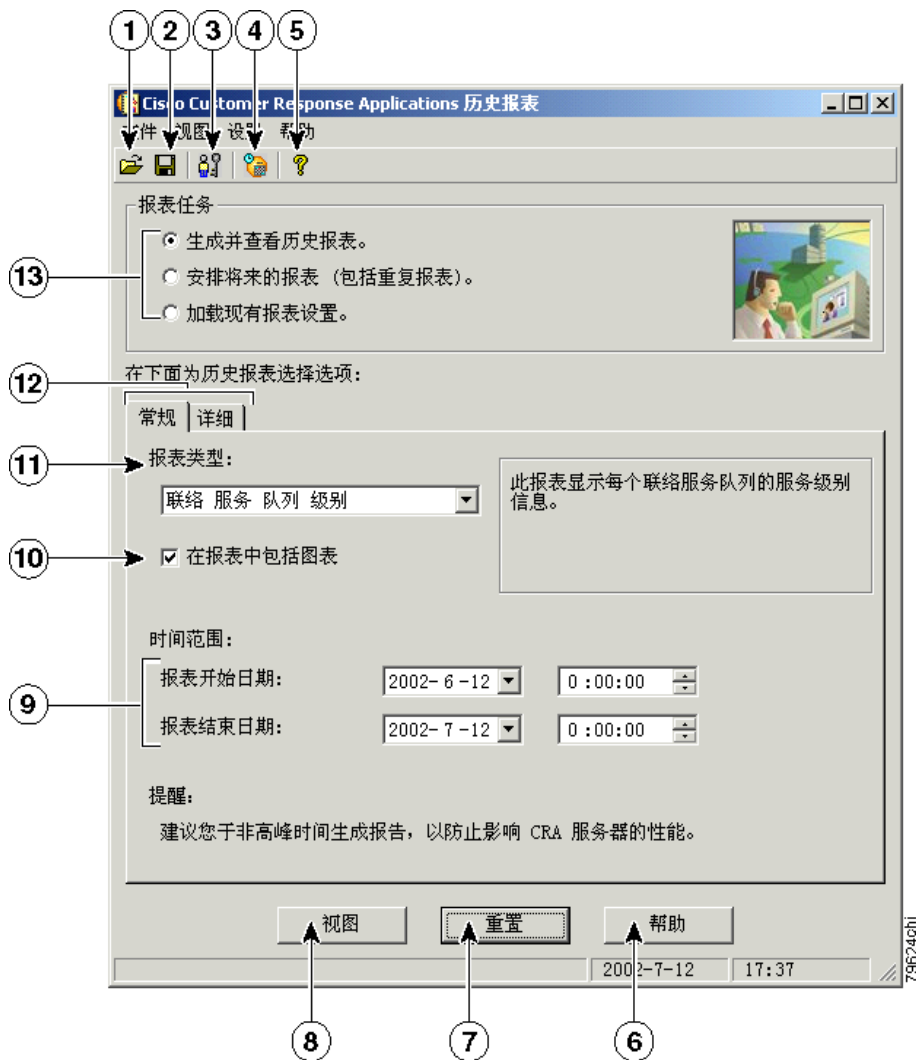 1 2 3 4 5
Cisco Customer Response Applications 历史报表
文件 视图 设置 帮助
报表任务
生成并查看历史报表。
13
安排将来的报表 (包括重复报表)。
加载现有报表设置。
在下面为历史报表选择选项:
12
常规 详细
11
报表类型:
联络 服务 队列 级别
此报表显示每个联络服务队列的服务级别
信息。
10
在报表中包括图表
时间范围:
9
报表开始日期: 2002- 6 -12 0 :00:00
报表结束日期: 2002- 7 -12 0 :00:00
提醒:
建议您于非高峰时间生成报告, 以防止影响 CRA 服务器的性能。
视图 重置 帮助
2002-7-12 17:37
79624chi
8 7 6